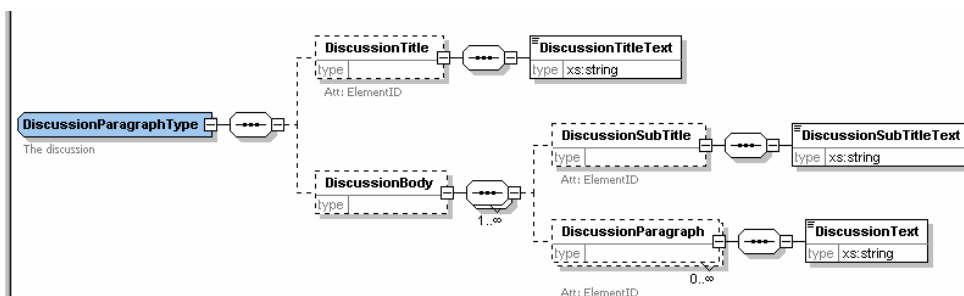 DiscussionTitle
type
Att: ElementID
DiscussionTitleText
type xs:string
DiscussionParagraphType
The discussion
DiscussionBody
type
1..∞
DiscussionSubTitle
type
Att: ElementID
DiscussionSubTitleText
type xs:string
DiscussionParagraph
type
0..∞
Att: ElementID
DiscussionText
type xs:string